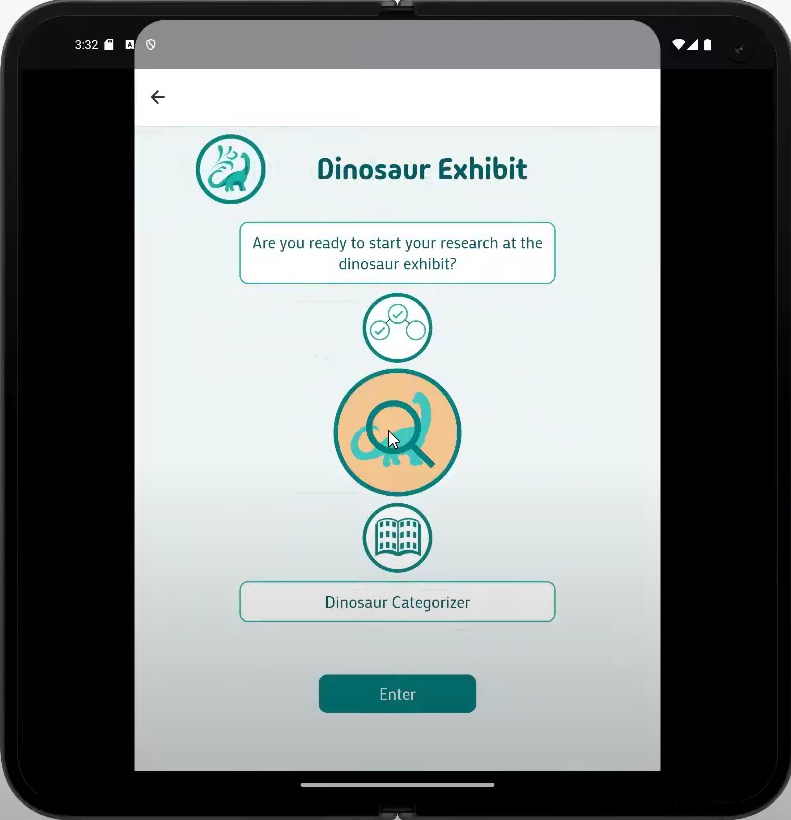 3:32
A
Dinosaur Exhibit
Are you ready to start your research at the
dinosaur exhibit?
Dinosaur Categorizer
Enter